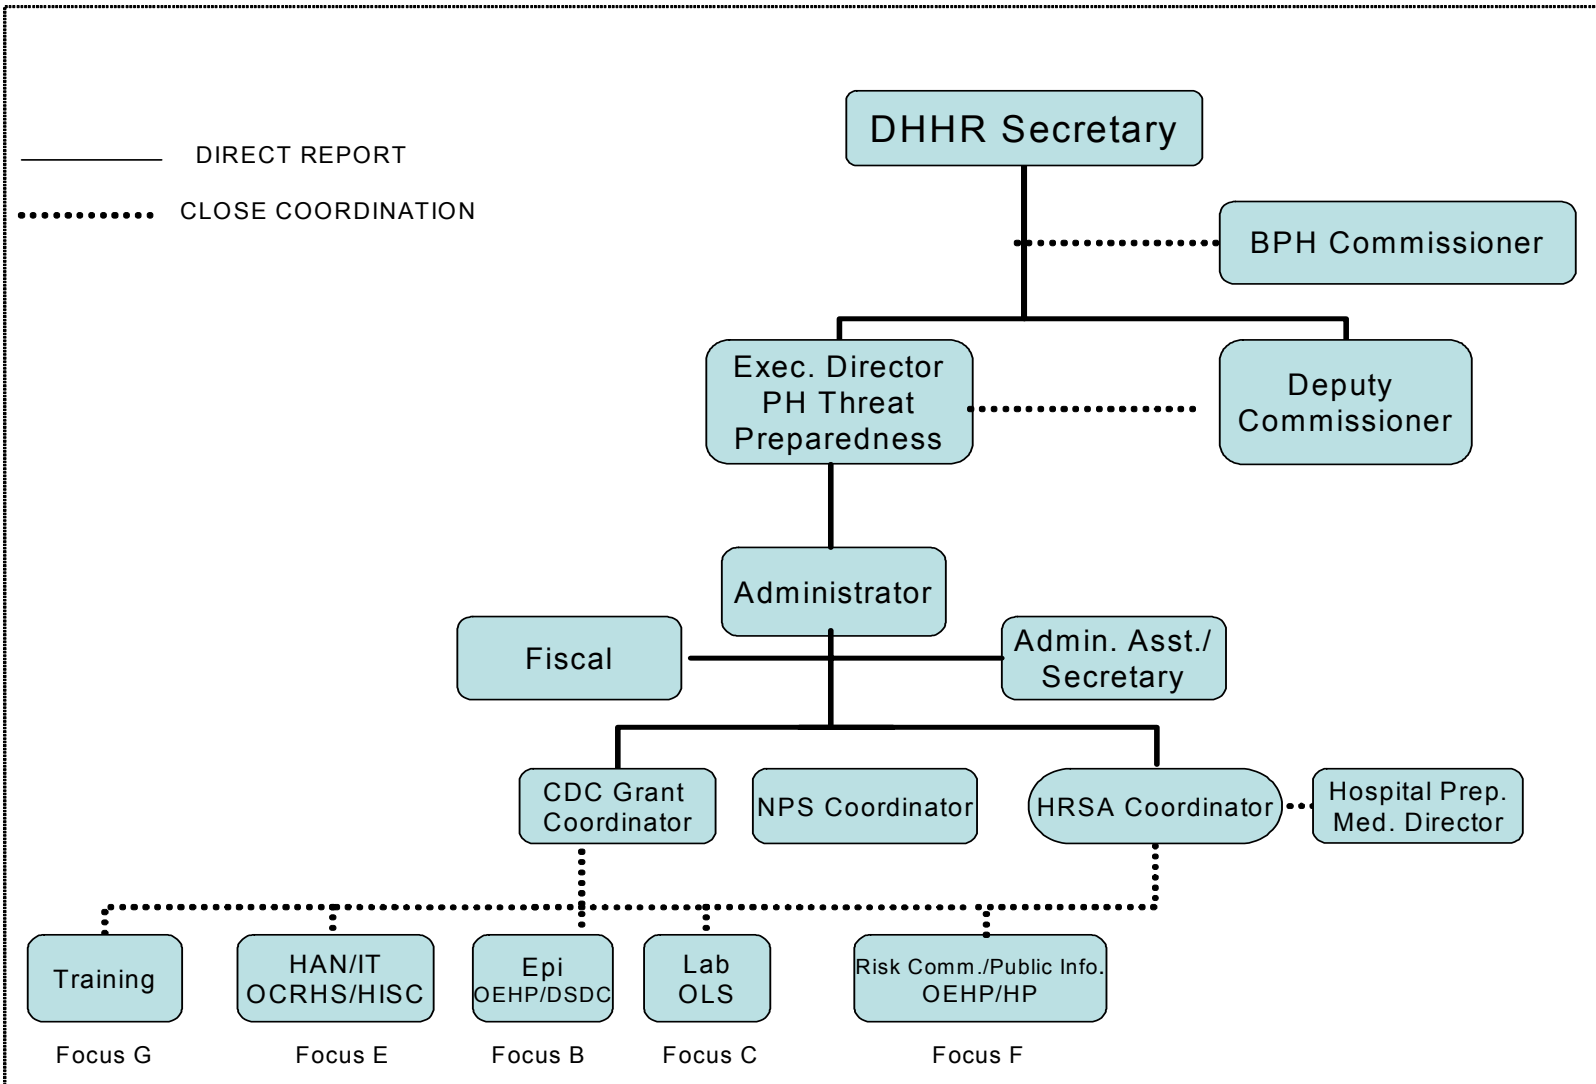 DHHR Secretary
DIRECT REPORT
CLOSE COORDINATION
BPH Commissioner
Exec. Director
PH Threat
Preparedness
Deputy
Commissioner
Administrator
Fiscal
Admin. Asst./
Secretary
CDC Grant
Coordinator
NPS Coordinator
HRSA Coordinator
Hospital Prep.
Med. Director
Training
HAN/IT
OCRHS/HISC
Epi
OEHP/DSDC
Lab
OLS
Risk Comm./Public Info.
OEHP/HP
Focus G
Focus E
Focus B
Focus C
Focus F